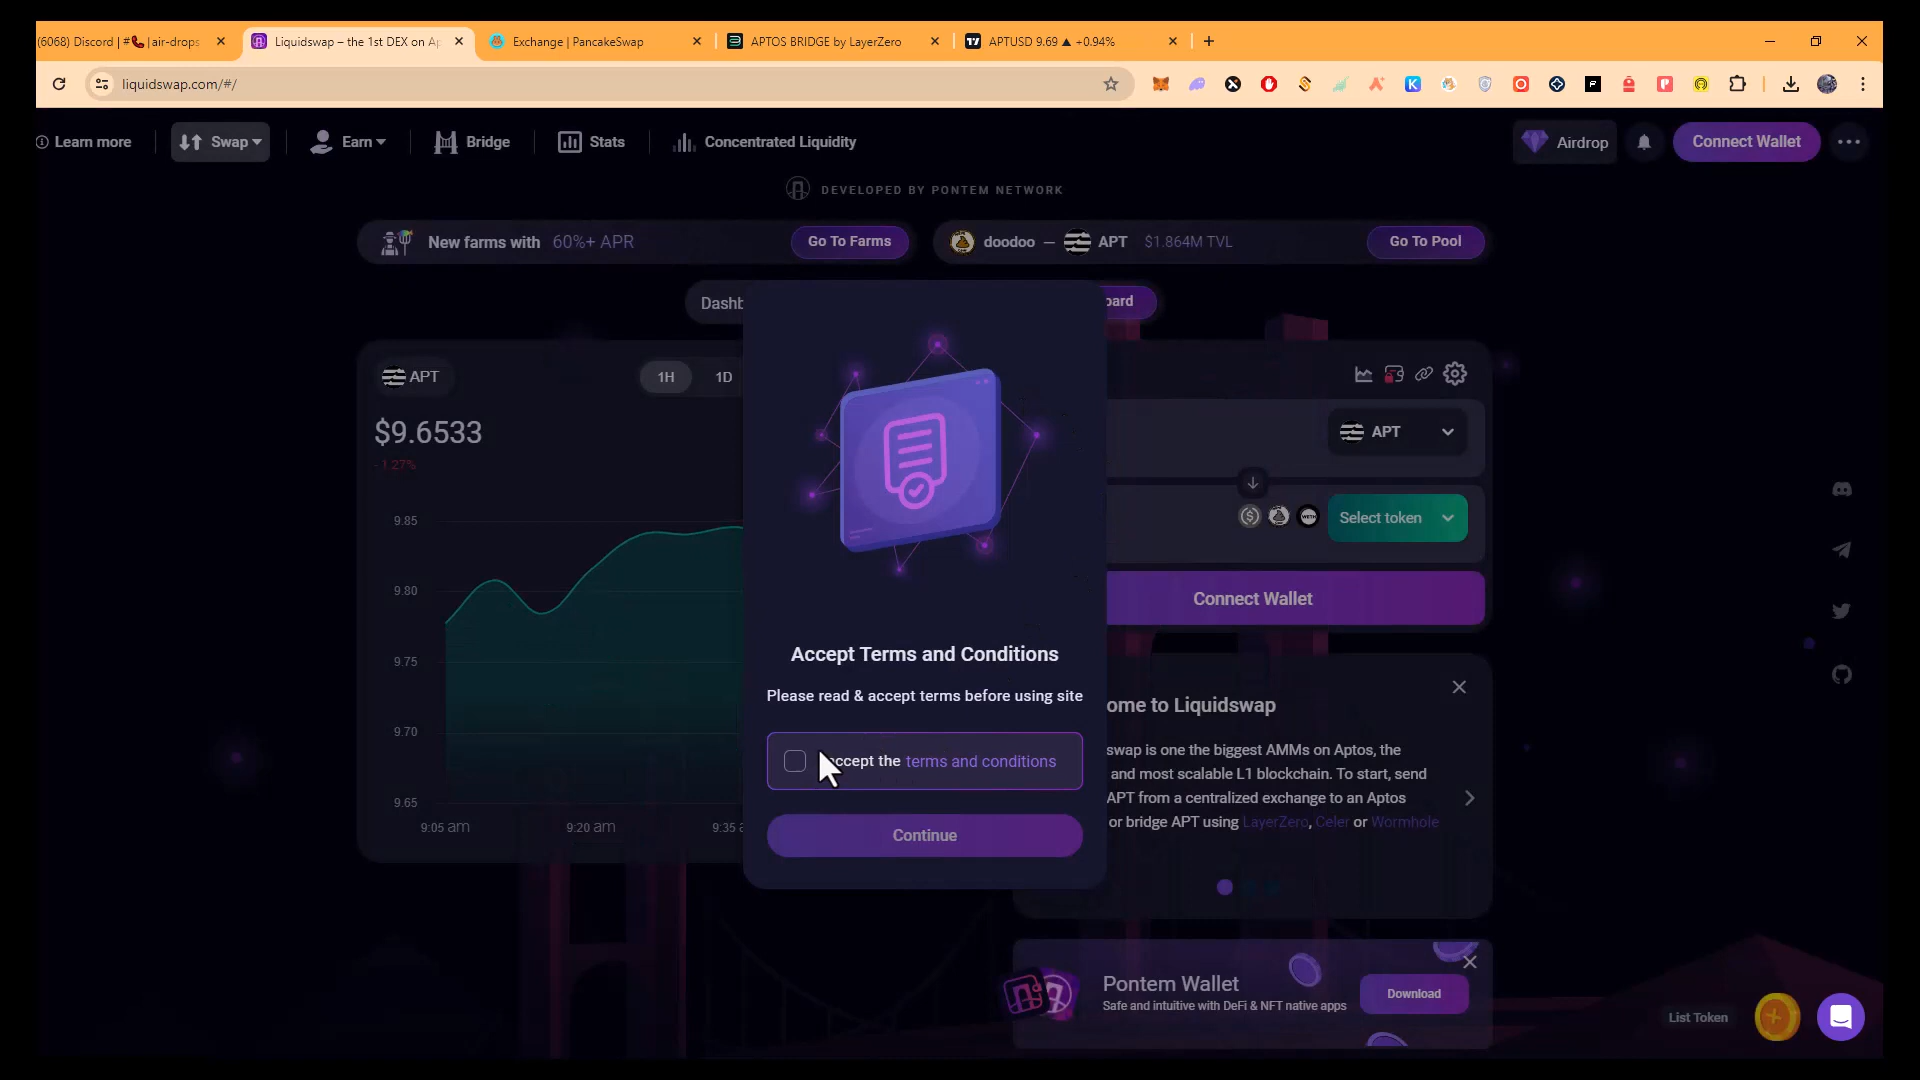 (6068) Discord | #📞|air-drops
Liquidswap – the 1st DEX on Ap
Exchange | PancakeSwap
APTOS BRIDGE by LayerZero
APTUSD 9.69 ▲ +0.94%
liquidswap.com/#/
Learn more
Swap
Earn
Bridge
Stats
Concentrated Liquidity
Airdrop
Connect Wallet
DEVELOPED BY PONTEM NETWORK
New farms with 60%+ APR
Go To Farms
doodoo — APT $1.864M TVL
Go To Pool
Dashb
oard
APT
1H
1D
$9.6533
-1.27%
9.85
9.80
9.75
9.70
9.65
9:05 am
9:20 am
9:35 a
APT
Select token
Connect Wallet
Accept Terms and Conditions
Please read & accept terms before using site
ccept the terms and conditions
Continue
ome to Liquidswap
swap is one the biggest AMMs on Aptos, the
and most scalable L1 blockchain. To start, send
APT from a centralized exchange to an Aptos
or bridge APT using LayerZero, Celer or Wormhole
Pontem Wallet
Safe and intuitive with DeFi & NFT native apps
Download
List Token